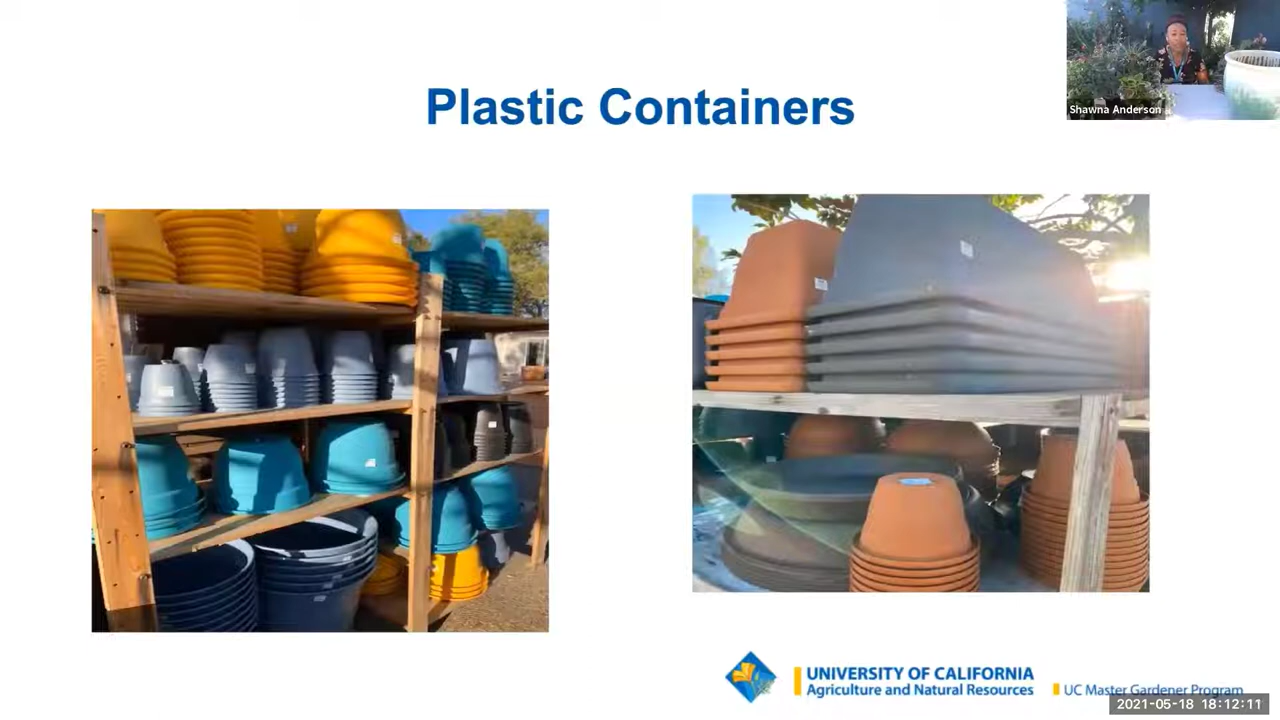 Plastic Containers
Shawna Anderson
UNIVERSITY OF CALIFORNIA
Agriculture and Natural Resources
UC Master Gardener Program
2021-05-18 18:12:11